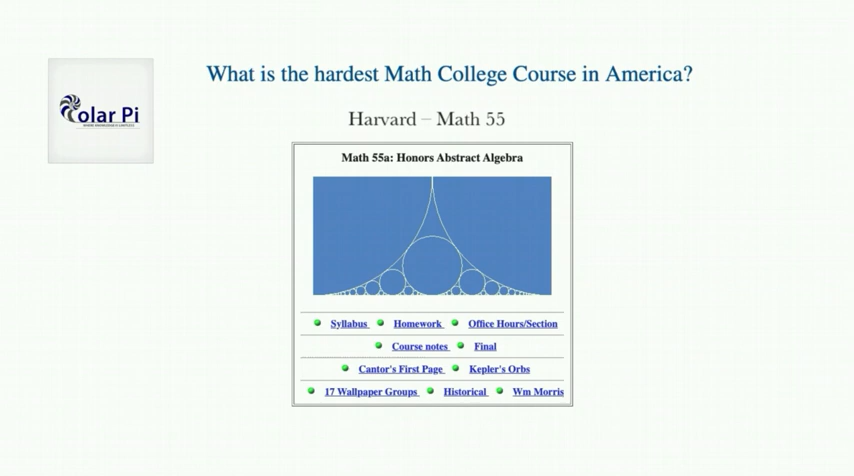 What is the hardest Math College Course in America?
olar Pi
Harvard – Math 55
Math 55a: Honors Abstract Algebra
Syllabus Homework Office Hours/Section
Course notes Final
Cantor's First Page Kepler's Orbs
17 Wallpaper Groups Historical Wm Morris